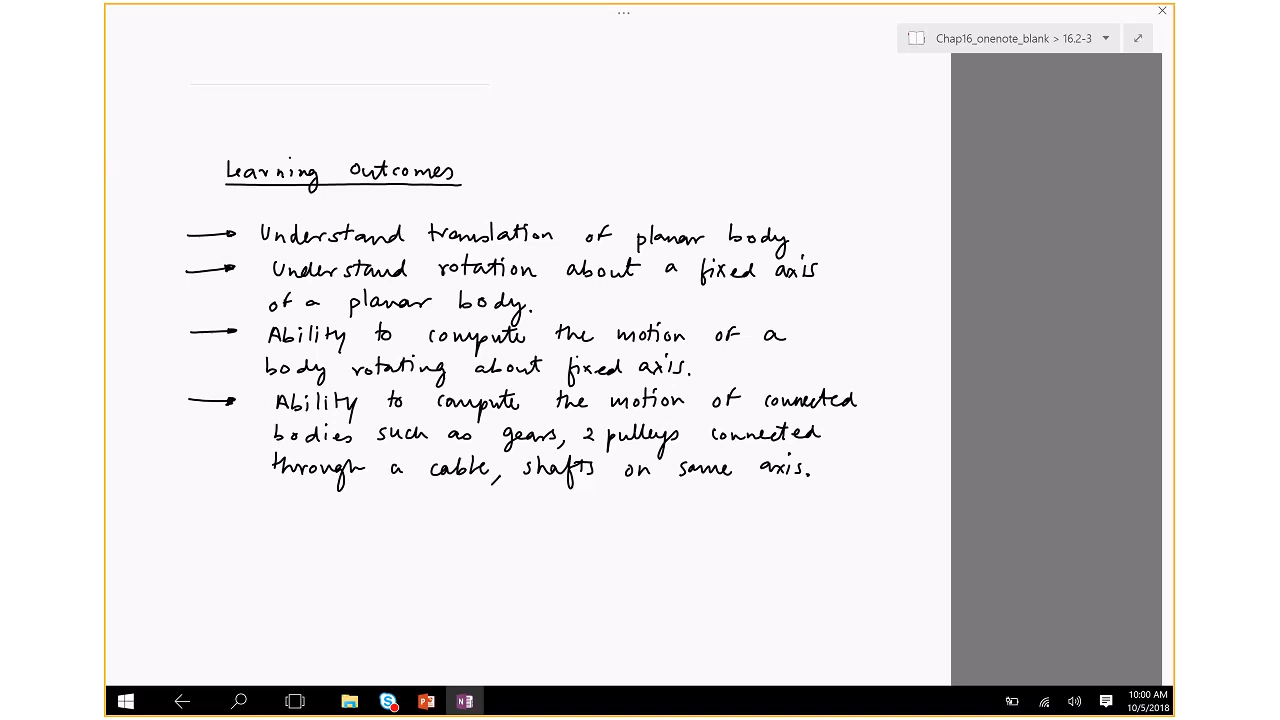 Chap16_onenote_blank > 16.2-3
Learning Outcomes
Understand translation of planar body
Understand rotation about a fixed axis
of a planar body.
Ability to compute the motion of a
body rotating about fixed axis.
Ability to compute the motion of connected
bodies such as gears, 2 pulleys connected
through a cable, shafts on same axis.
10:00 AM
10/5/2018